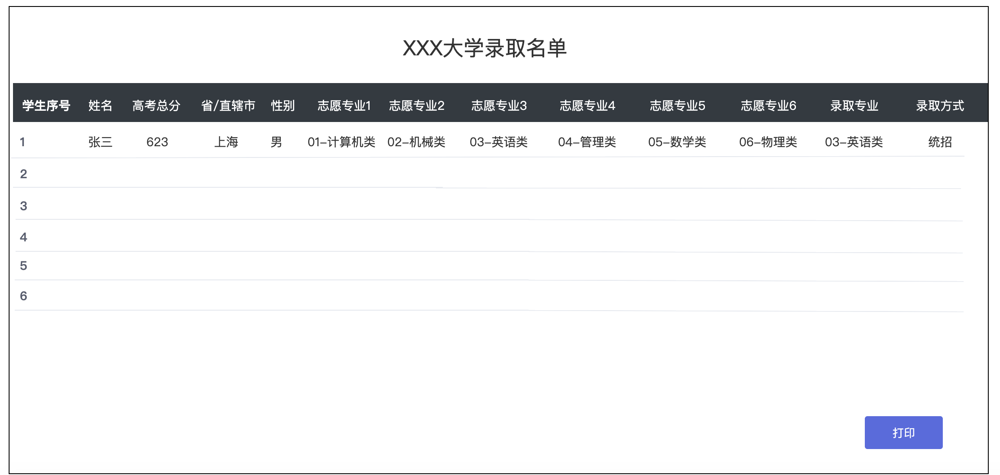 XXX大学录取名单
学生序号 姓名 高考总分 省/直辖市 性别 志愿专业1 志愿专业2 志愿专业3 志愿专业4 志愿专业5 志愿专业6 录取专业 录取方式
1 张三 623 上海 男 01-计算机类 02-机械类 03-英语类 04-管理类 05-数学类 06-物理类 03-英语类 统招
2
3
4
5
6
打印